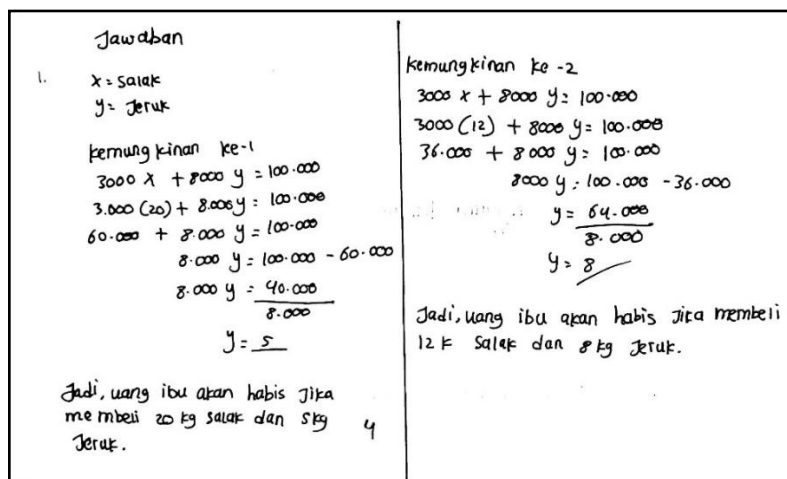 Jawaban
1. x = Salak
y = Jeruk
kemungkinan ke-1
3000 x + 8000 y = 100.000
3.000 (20) + 8.000 y = 100.000
60.000 + 8.000 y = 100.000
8.000 y = 100.000 - 60.000
8.000 y = 40.000
8.000
y = 5
Jadi, uang ibu akan habis Jika
membeli 20 kg salak dan 5kg
Jeruk.
4
kemungkinan ke -2
3000 x + 8000 y = 100.000
3000 (12) + 8000 y = 100.000
36.000 + 8000 y = 100.000
8000 y = 100.000 - 36.000
y = 64.000
8.000
y = 8
Jadi, uang ibu akan habis Jika membeli
12 k Salak dan 8 kg Jeruk.